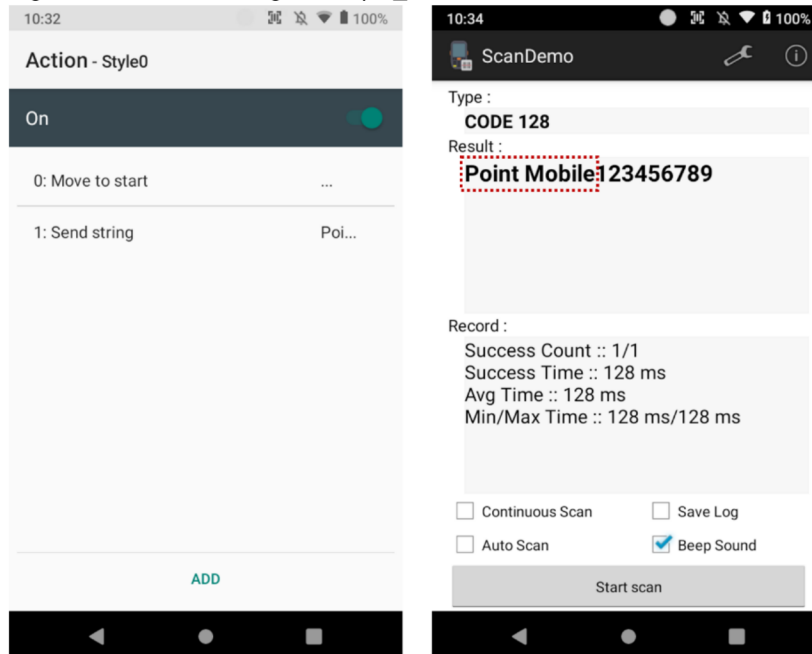 10:32
100%
Action - Style0
On
0: Move to start
...
1: Send string
Poi...
ADD
10:34
100%
ScanDemo
Type :
CODE 128
Result :
Point Mobile123456789
Record :
Success Count :: 1/1
Success Time :: 128 ms
Avg Time :: 128 ms
Min/Max Time :: 128 ms/128 ms
Continuous Scan
Save Log
Auto Scan
Beep Sound
Start scan